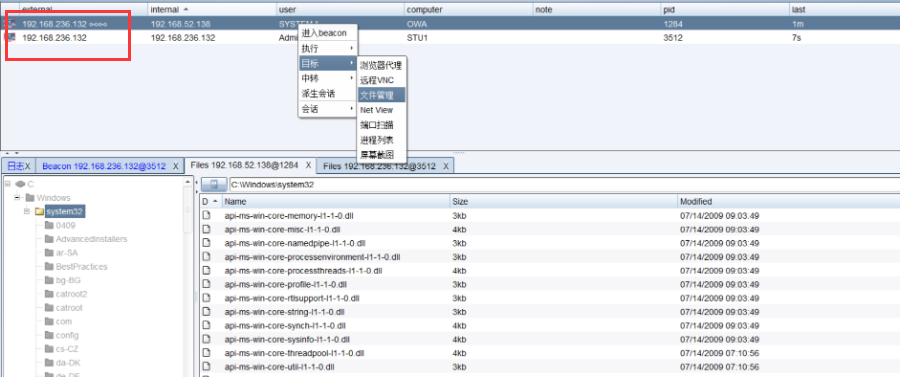 external internal user computer note pid last
192.168.236.132 192.168.52.138 SYSTEM * OWA 1284 1m
192.168.236.132 192.168.236.132 Admi STU1 3512 7s
进入beacon
执行
目标
中转
派生会话
会话
浏览器代理
远程VNC
文件管理
Net View
端口扫描
进程列表
屏幕截图
日志X Beacon 192.168.236.132@3512 X Files 192.168.52.138@1284 X Files 192.168.236.132@3512 X
C:
Windows
system32
0409
AdvancedInstallers
ar-SA
BestPractices
bg-BG
catroot2
catroot
com
config
cs-CZ
da-DK
de-DE
C:\Windows\system32
D Name Size Modified
api-ms-win-core-memory-l1-1-0.dll 3kb 07/14/2009 09:03:49
api-ms-win-core-misc-l1-1-0.dll 4kb 07/14/2009 09:03:49
api-ms-win-core-namedpipe-l1-1-0.dll 3kb 07/14/2009 09:03:49
api-ms-win-core-processenvironment-l1-1-0.dll 3kb 07/14/2009 09:03:49
api-ms-win-core-processthreads-l1-1-0.dll 4kb 07/14/2009 09:03:49
api-ms-win-core-profile-l1-1-0.dll 3kb 07/14/2009 09:03:49
api-ms-win-core-rtlsupport-l1-1-0.dll 3kb 07/14/2009 09:03:49
api-ms-win-core-string-l1-1-0.dll 3kb 07/14/2009 09:03:49
api-ms-win-core-synch-l1-1-0.dll 4kb 07/14/2009 09:03:49
api-ms-win-core-sysinfo-l1-1-0.dll 4kb 07/14/2009 09:03:49
api-ms-win-core-threadpool-l1-1-0.dll 4kb 07/14/2009 07:10:56
api-ms-win-core-util-l1-1-0.dll 3kb 07/14/2009 07:10:56